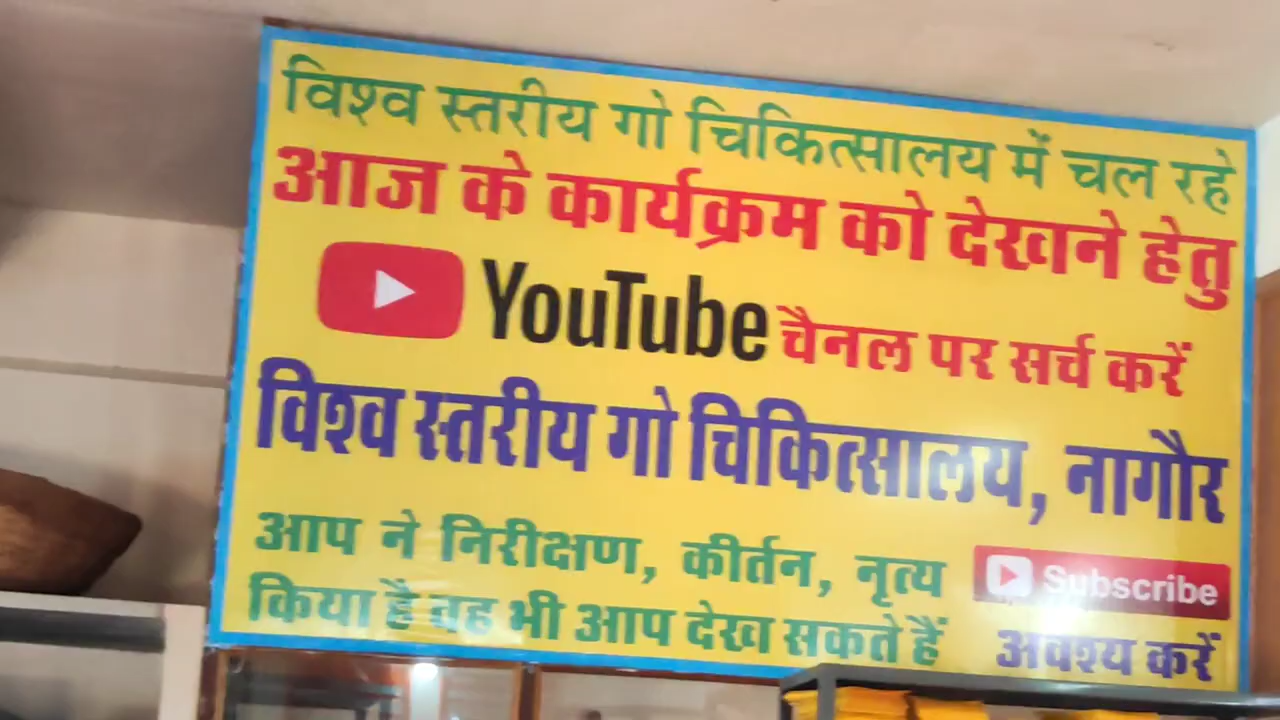 विश्व स्तरीय गो चिकित्सालय में चल रहे
आज के कार्यक्रम को देखने हेतु
YouTube चैनल पर सर्च करें
विश्व स्तरीय गो चिकित्सालय, नागौर
आप ने निरीक्षण, कीर्तन, नृत्य
Subscribe
किया है वह भी आप देख सकते हैं
अवश्य करें